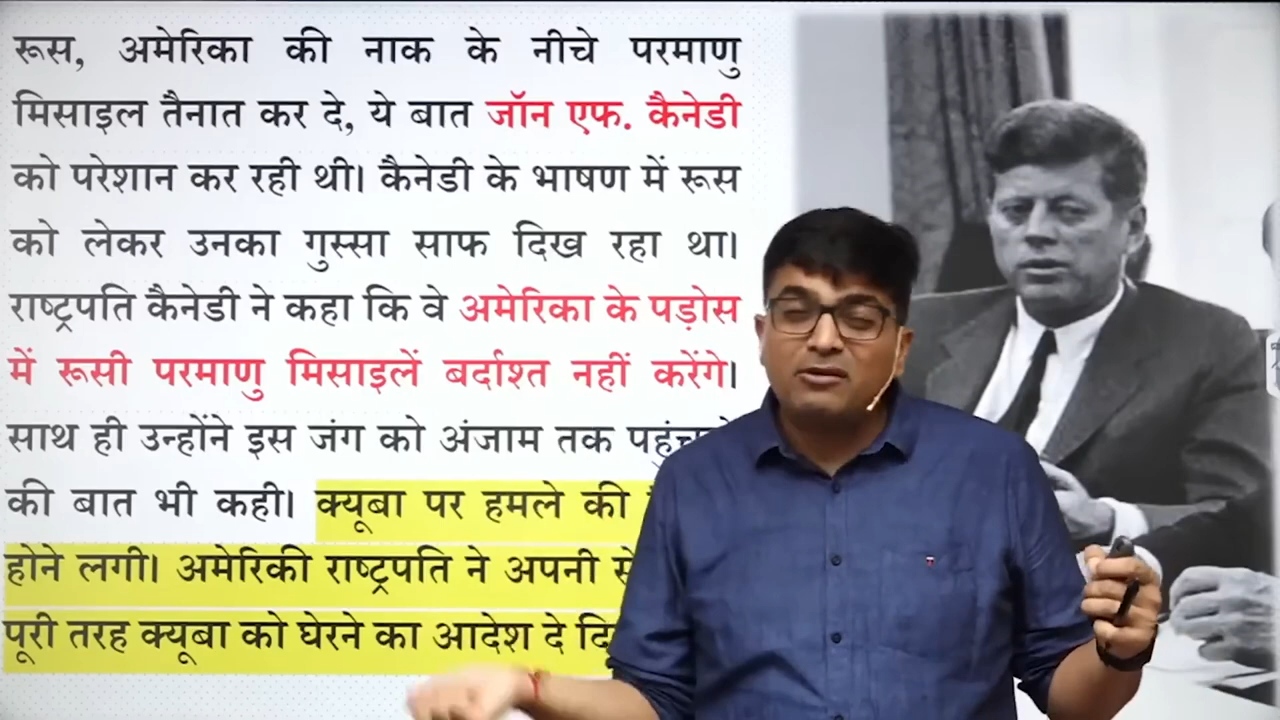 रूस, अमेरिका की नाक के नीचे परमाणु
मिसाइल तैनात कर दे, ये बात जॉन एफ. कैनेडी
को परेशान कर रही थी। कैनेडी के भाषण में रूस
को लेकर उनका गुस्सा साफ दिख रहा था।
राष्ट्रपति कैनेडी ने कहा कि वे अमेरिका के पड़ोस
में रूसी परमाणु मिसाइलें बर्दाश्त नहीं करेंगे।
साथ ही उन्होंने इस जंग को अंजाम तक
की बात भी कही। क्यूबा पर हमले की
होने लगी। अमेरिकी राष्ट्रपति ने अपनी
पूरी तरह क्यूबा को घेरने का आदेश दे